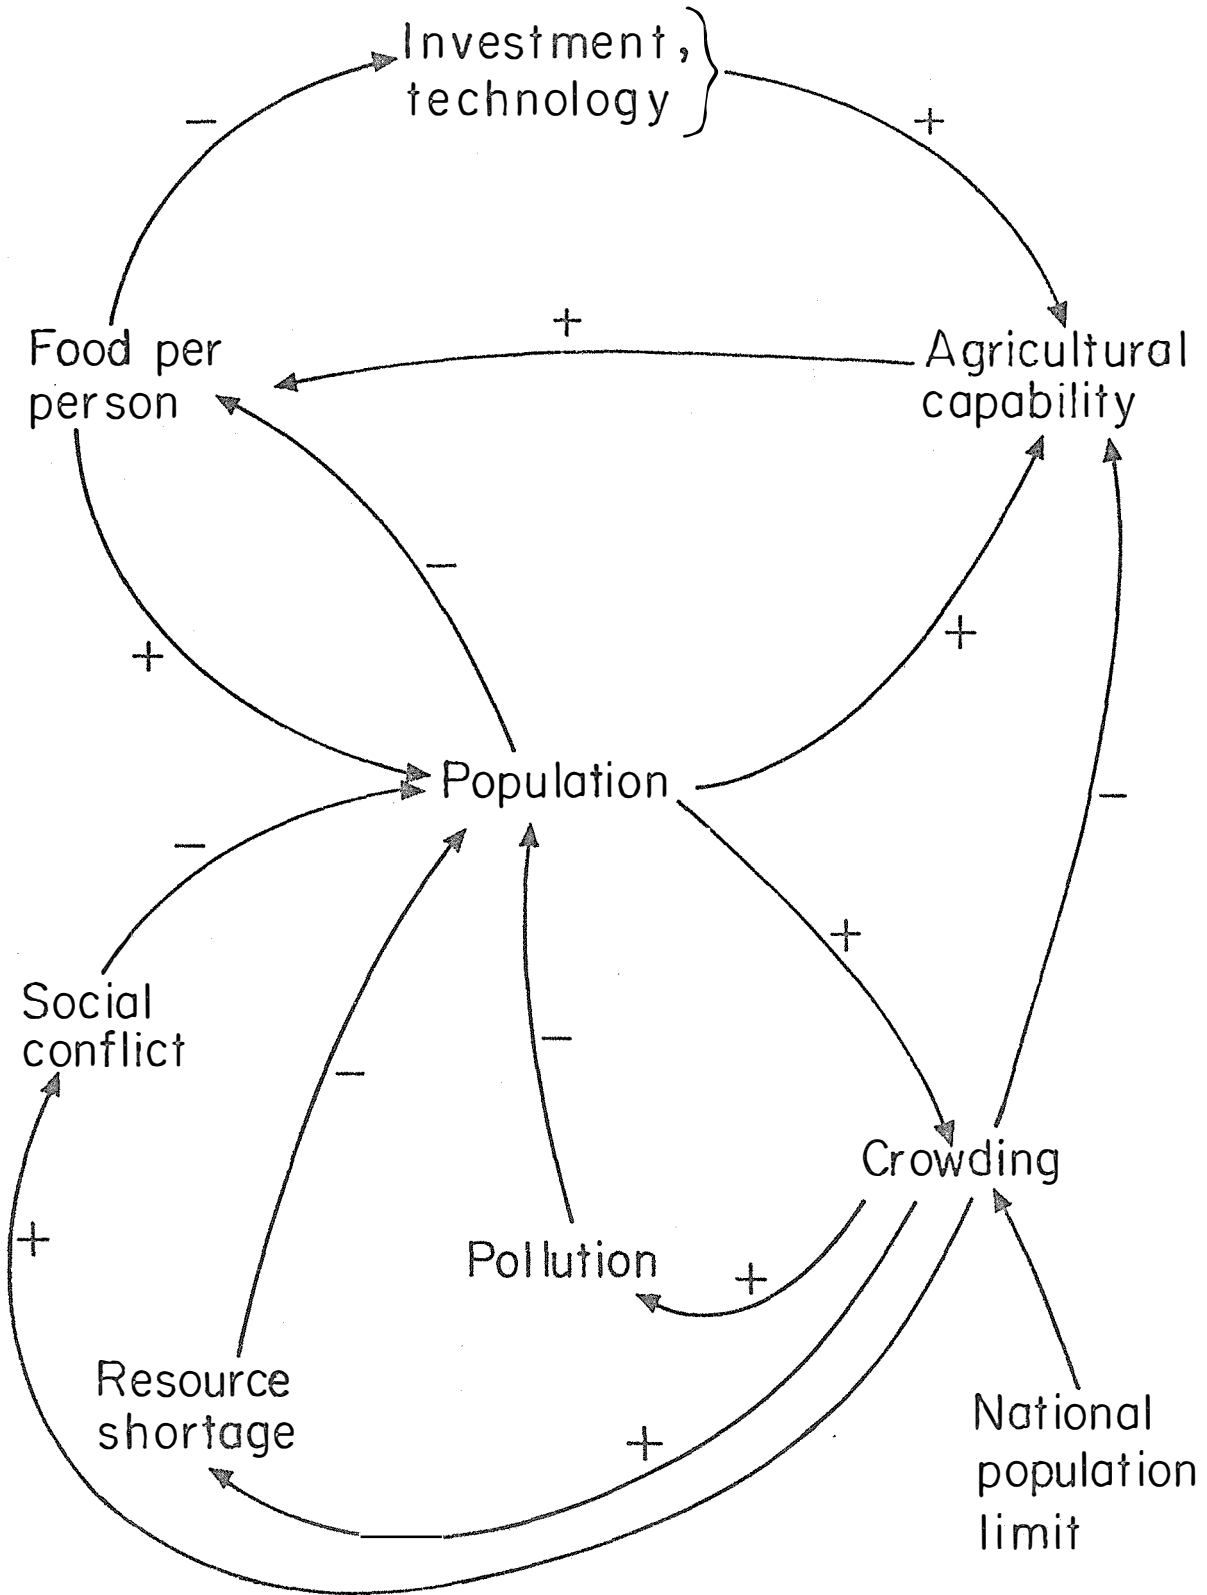 Investment,
technology
−
+
+
Food per
person
Agricultural
capability
−
+
+
Population
−
−
+
Social
conflict
−
−
Crowding
+
Pollution
+
Resource
shortage
+
National
population
limit